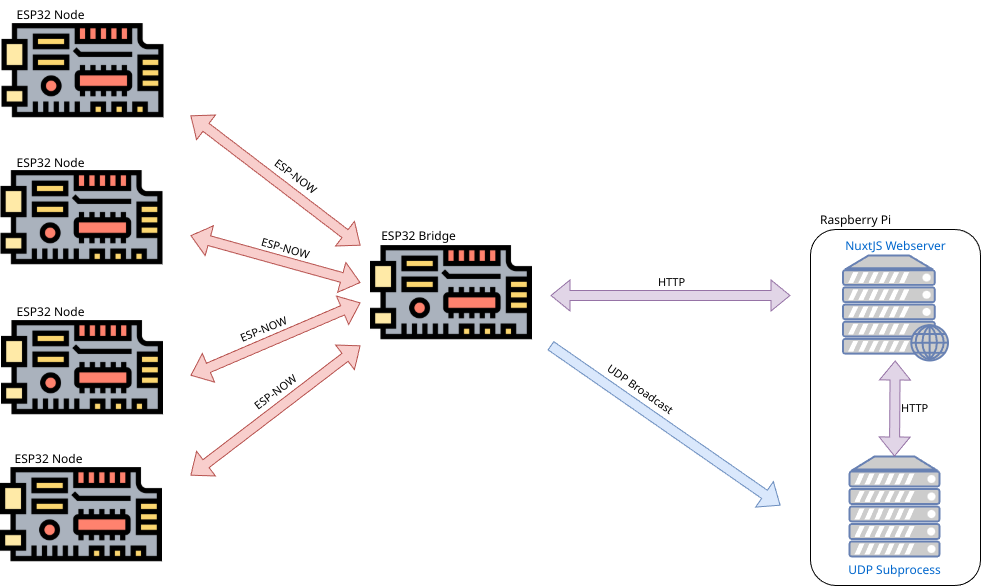 ESP32 Node
ESP32 Node
ESP32 Node
ESP32 Node
ESP-NOW
ESP-NOW
ESP-NOW
ESP-NOW
ESP32 Bridge
HTTP
UDP Broadcast
Raspberry Pi
NuxtJS Webserver
HTTP
UDP Subprocess